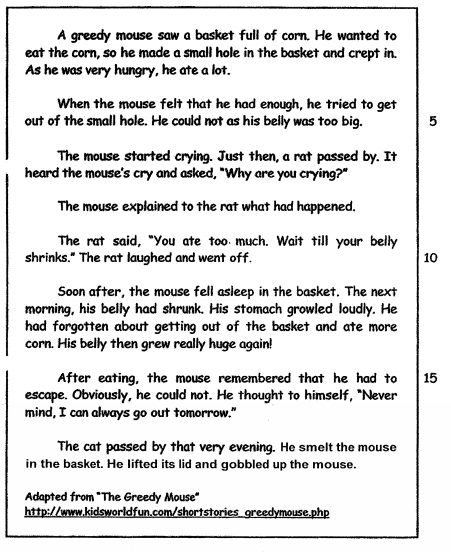 A greedy mouse saw a basket full of corn. He wanted to
eat the corn, so he made a small hole in the basket and crept in.
As he was very hungry, he ate a lot.
When the mouse felt that he had enough, he tried to get
out of the small hole. He could not as his belly was too big. 5
The mouse started crying. Just then, a rat passed by. It
heard the mouse's cry and asked, "Why are you crying?"
The mouse explained to the rat what had happened.
The rat said, "You ate too much. Wait till your belly
shrinks." The rat laughed and went off. 10
Soon after, the mouse fell asleep in the basket. The next
morning, his belly had shrunk. His stomach growled loudly. He
had forgotten about getting out of the basket and ate more
corn. His belly then grew really huge again!
After eating, the mouse remembered that he had to 15
escape. Obviously, he could not. He thought to himself, "Never
mind, I can always go out tomorrow."
The cat passed by that very evening. He smelt the mouse
in the basket. He lifted its lid and gobbled up the mouse.
Adapted from "The Greedy Mouse"
http://www.kidsworldfun.com/shortstories_greedymouse.php